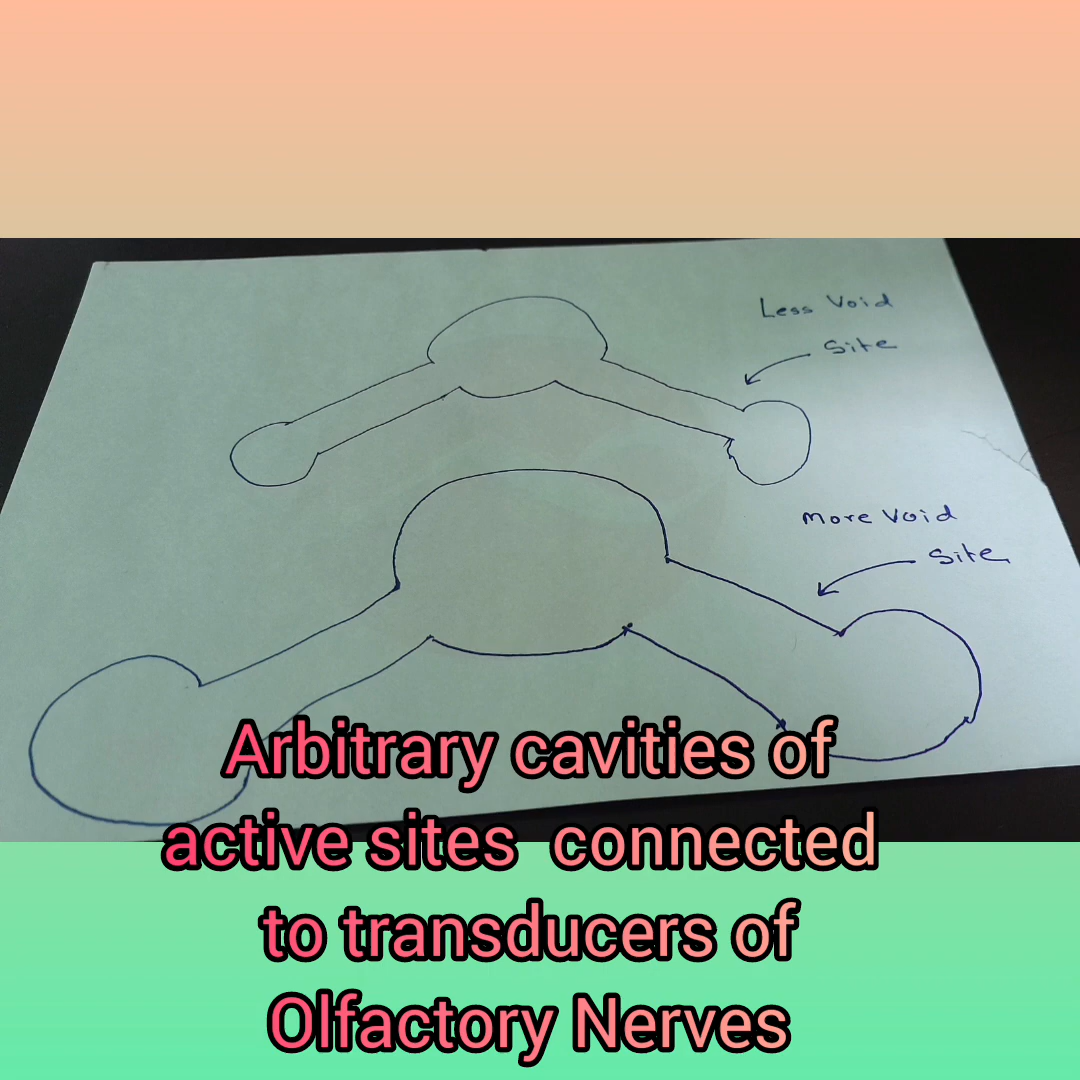 Less Void
Site
More Void
Site
Arbitrary cavities of
active sites connected
to transducers of
Olfactory Nerves